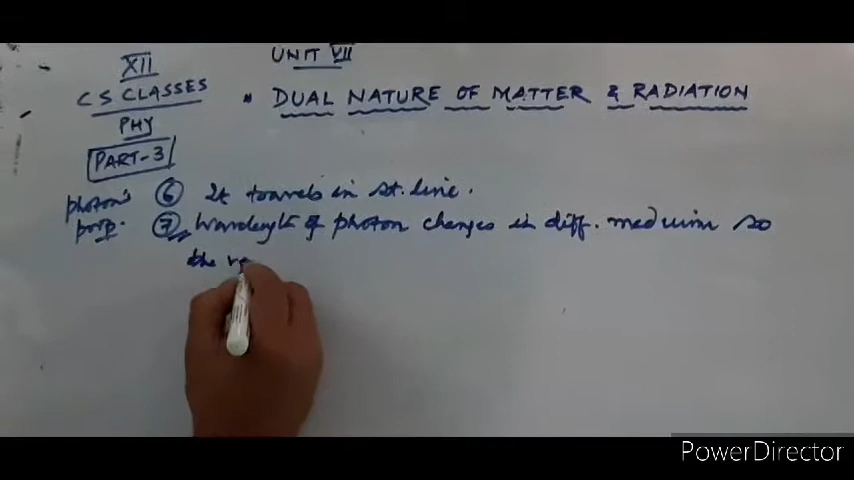 XII
UNIT VII
CS CLASSES
" DUAL NATURE OF MATTER & RADIATION
PHY
PART-3
photon's
prop.
⑥ It travels in st. line.
⑦ Wavelength of photon changes in diff. medium so
the
PowerDirector